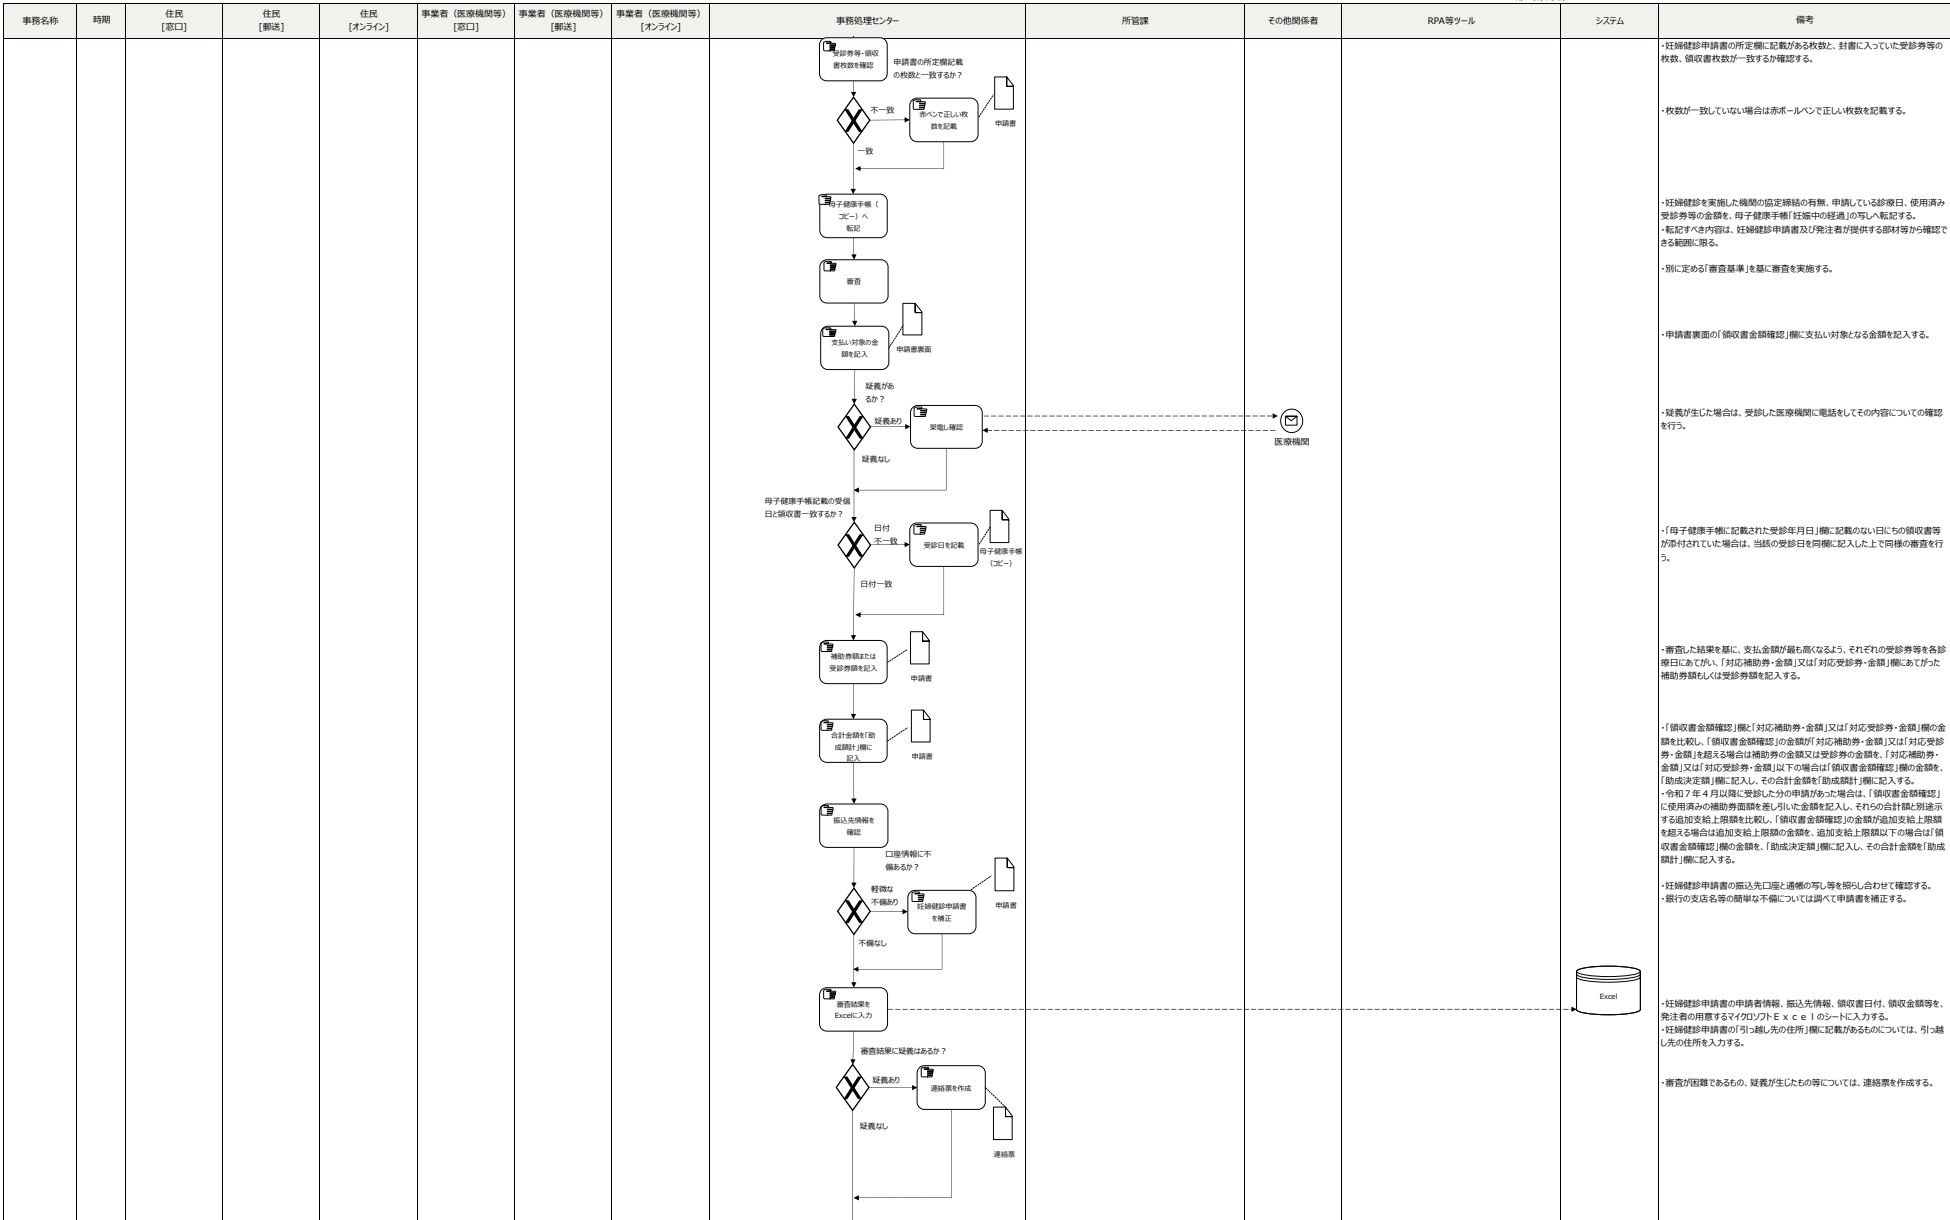 事務名称
時期
住民
[窓口]
住民
[郵送]
住民
[オンライン]
事業者（医療機関等）
[窓口]
事業者（医療機関等）
[郵送]
事業者（医療機関等）
[オンライン]
事務処理センター
所管課
その他関係者
RPA等ツール
システム
備考
受診券等・領収
書枚数を確認
申請書の所定欄記載
の枚数と一致するか？
不一致
赤ペンで正しい枚
数を記載
申請書
一致
母子健康手帳（
コピー）へ
転記
審査
支払い対象の金
額を記入
申請書裏面
疑義があ
るか？
疑義あり
架電し確認
医療機関
疑義なし
母子健康手帳記載の受信
日と領収書一致するか？
日付
不一致
受診日を記載
母子健康手帳
（コピー）
日付一致
補助券額または
受診券額を記入
申請書
合計金額を「助
成額計」欄に
記入
申請書
振込先情報を
確認
口座情報に不
備あるか？
軽微な
不備あり
妊婦健診申請書
を補正
申請書
不備なし
審査結果を
Excelに入力
Excel
審査結果に疑義はあるか？
疑義あり
連絡票を作成
疑義なし
連絡票
・妊婦健診申請書の所定欄に記載がある枚数と、封書に入っていた受診券等の
枚数、領収書枚数が一致するか確認する。
・枚数が一致していない場合は赤ボールペンで正しい枚数を記載する。
・妊婦健診を実施した機関の協定締結の有無、申請している診療日、使用済み
受診券等の金額を、母子健康手帳「妊娠中の経過」の写しへ転記する。
・転記すべき内容は、妊婦健診申請書及び発注者が提供する部材等から確認で
きる範囲に限る。
・別に定める「審査基準」を基に審査を実施する。
・申請書裏面の「領収書金額確認」欄に支払い対象となる金額を記入する。
・疑義が生じた場合は、受診した医療機関に電話をしてその内容についての確認
を行う。
・「母子健康手帳に記載された受診年月日」欄に記載のない日にちの領収書等
が添付されていた場合は、当該の受診日を同欄に記入した上で同様の審査を行
う。
・審査した結果を基に、支払金額が最も高くなるよう、それぞれの受診券等を各診
療日にあてがい、「対応補助券・金額」又は「対応受診券・金額」欄にあてがった
補助券額もしくは受診券額を記入する。
・「領収書金額確認」欄と「対応補助券・金額」又は「対応受診券・金額」欄の金
額を比較し、「領収書金額確認」の金額が「対応補助券・金額」又は「対応受診
券・金額」を超える場合は補助券の金額又は受診券の金額を、「対応補助券・
金額」又は「対応受診券・金額」以下の場合は「領収書金額確認」欄の金額を、
「助成決定額」欄に記入し、その合計金額を「助成額計」欄に記入する。
・令和７年４月以降に受診した分の申請があった場合は、「領収書金額確認」
に使用済みの補助券面額を差し引いた金額を記入し、それらの合計額と別途示
する追加支給上限額を比較し、「領収書金額確認」の金額が追加支給上限額
を超える場合は追加支給上限額の金額を、追加支給上限額以下の場合は「領
収書金額確認」欄の金額を、「助成決定額」欄に記入し、その合計金額を「助成
額計」欄に記入する。
・妊婦健診申請書の振込先口座と通帳の写し等を照らし合わせて確認する。
・銀行の支店名等の簡単な不備については調べて申請書を補正する。
・妊婦健診申請書の申請者情報、振込先情報、領収書日付、領収金額等を、
発注者の用意するマイクロソフトＥｘｃｅｌのシートに入力する。
・妊婦健診申請書の「引っ越し先の住所」欄に記載があるものについては、引っ越
し先の住所を入力する。
・審査が困難であるもの、疑義が生じたもの等については、連絡票を作成する。